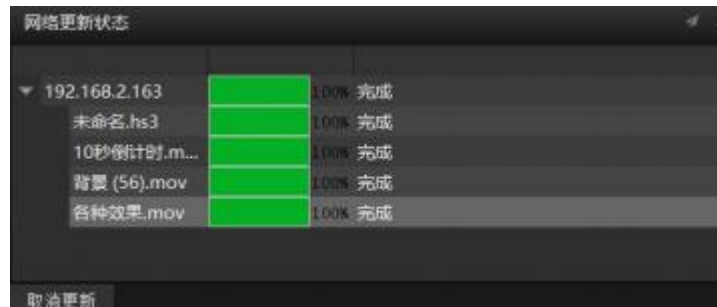 网络更新状态
192.168.2.163 100% 完成
未命名.hs3 100% 完成
10秒倒计时.m... 100% 完成
背景 (56).mov 100% 完成
各种效果.mov 100% 完成
取消更新